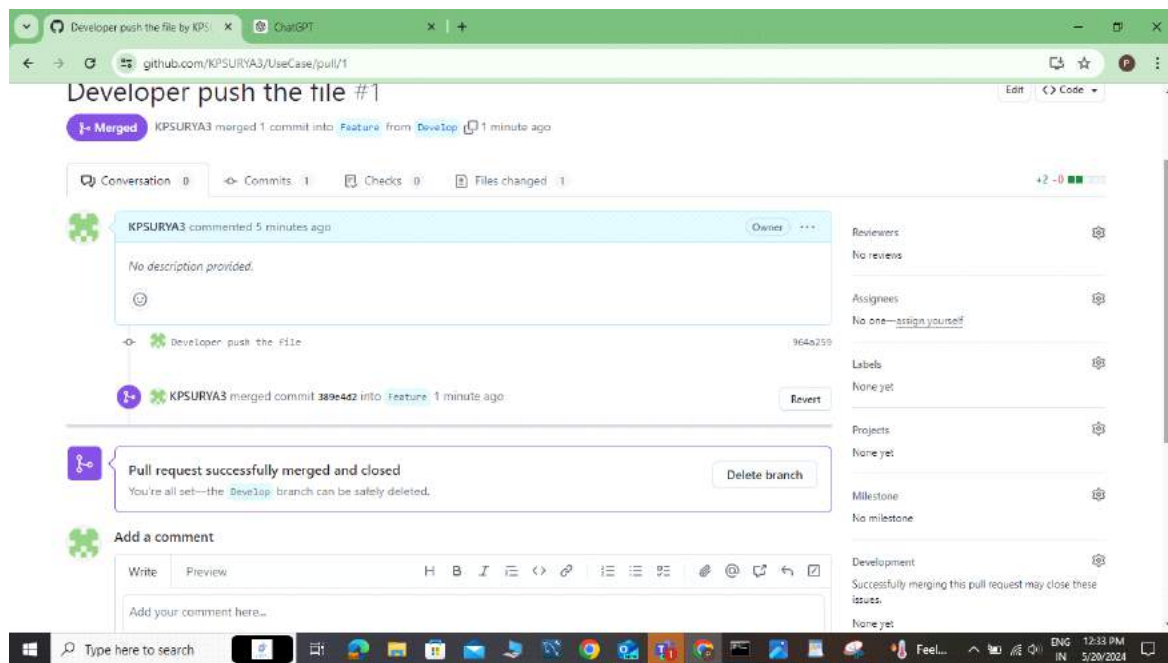 Developer push the file by KPS
ChatGPT
github.com/KPSURYA3/UseCase/pull/1
P
Developer push the file #1
Edit
<> Code
Merged
KPSURYA3 merged 1 commit into Feature from Develop 1 minute ago
Conversation 0
Commits 1
Checks 0
Files changed 1
+2 -0
KPSURYA3 commented 5 minutes ago
Owner
No description provided.
Developer push the file
964a259
KPSURYA3 merged commit 389e4d2 into Feature 1 minute ago
Revert
Pull request successfully merged and closed
You're all set—the Develop branch can be safely deleted.
Delete branch
Add a comment
Write
Preview
H B I
Add your comment here...
Reviewers
No reviews
Assignees
No one—assign yourself
Labels
None yet
Projects
None yet
Milestone
No milestone
Development
Successfully merging this pull request may close these
issues.
None yet
Type here to search
Feel...
ENG
IN
12:33 PM
5/20/2024